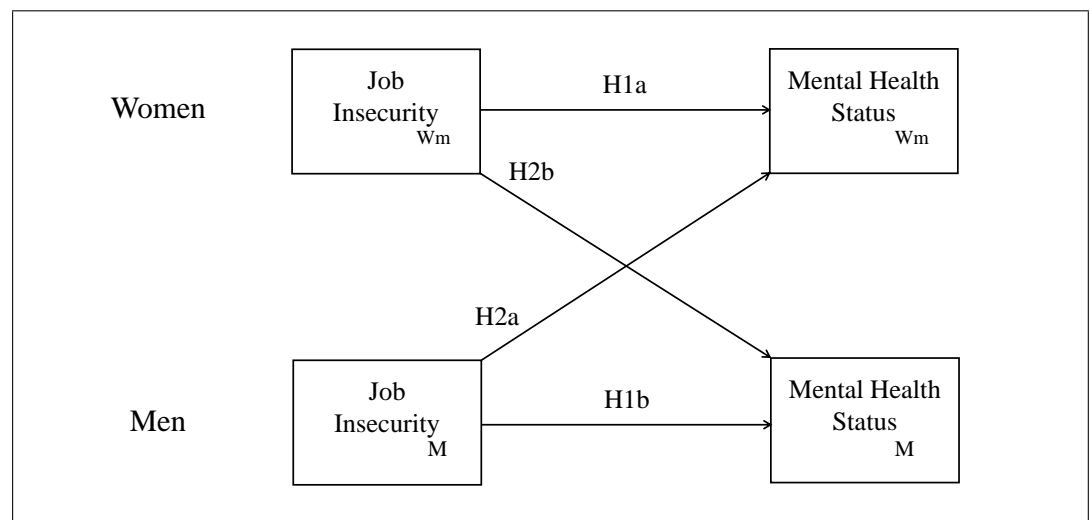 Women
Job
Insecurity
Wm
H1a
Mental Health
Status
Wm
H2b
H2a
Men
Job
Insecurity
M
H1b
Mental Health
Status
M